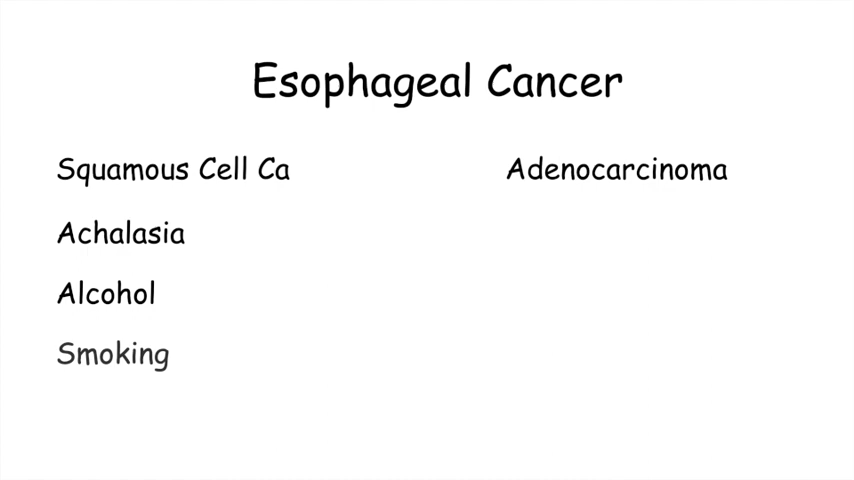 Esophageal Cancer
Squamous Cell Ca
Adenocarcinoma
Achalasia
Alcohol
Smoking